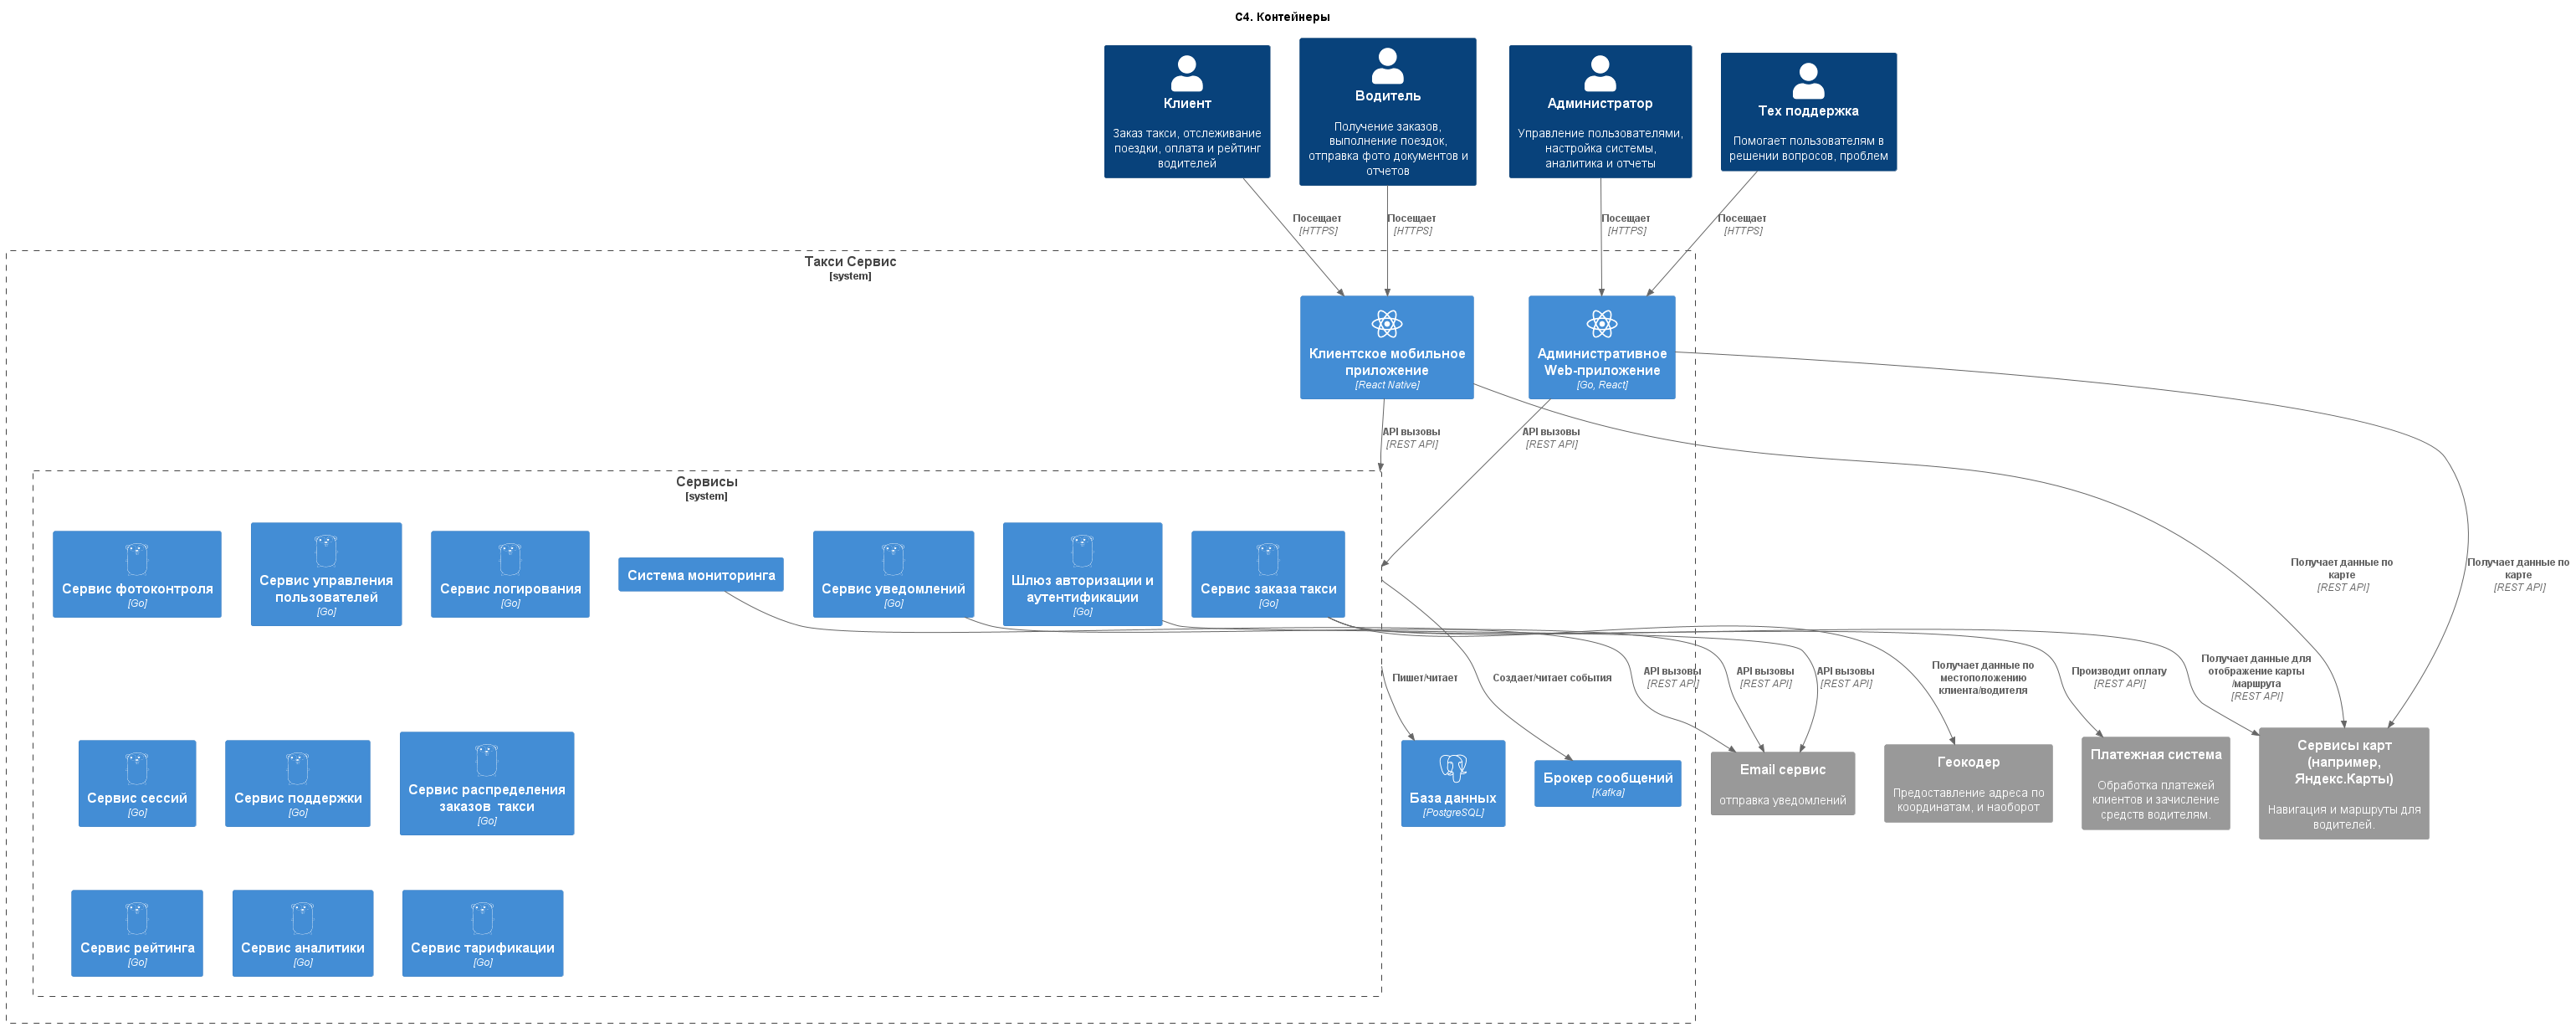 C4. Контейнеры
Клиент
Заказ такси, отслеживание
поездки, оплата и рейтинг
водителей
Водитель
Получение заказов,
выполнение поездок,
отправка фото документов и
отчетов
Администратор
Управление пользователями,
настройка системы,
аналитика и отчеты
Тех поддержка
Помогает пользователям в
решении вопросов, проблем
Посещает
[HTTPS]
Посещает
[HTTPS]
Посещает
[HTTPS]
Посещает
[HTTPS]
Такси Сервис
[system]
Клиентское мобильное
приложение
[React Native]
Административное
Web-приложение
[Go, React]
API вызовы
[REST API]
API вызовы
[REST API]
Сервисы
[system]
Сервис фотоконтроля
[Go]
Сервис управления
пользователей
[Go]
Сервис логирования
[Go]
Система мониторинга
Сервис уведомлений
[Go]
Шлюз авторизации и
аутентификации
[Go]
Сервис заказа такси
[Go]
Получает данные по
карте
[REST API]
Получает данные по
карте
[REST API]
Пишет/читает
Создает/читает события
API вызовы
[REST API]
API вызовы
[REST API]
API вызовы
[REST API]
Получает данные по
местоположению
клиента/водителя
Производит оплату
[REST API]
Получает данные для
отображение карты
/маршрута
[REST API]
Сервис сессий
[Go]
Сервис поддержки
[Go]
Сервис распределения
заказов такси
[Go]
База данных
[PostgreSQL]
Брокер сообщений
[Kafka]
Email сервис
отправка уведомлений
Геокодер
Предоставление адреса по
координатам, и наоборот
Платежная система
Обработка платежей
клиентов и зачисление
средств водителям.
Сервисы карт
(например,
Яндекс.Карты)
Навигация и маршруты для
водителей.
Сервис рейтинга
[Go]
Сервис аналитики
[Go]
Сервис тарификации
[Go]